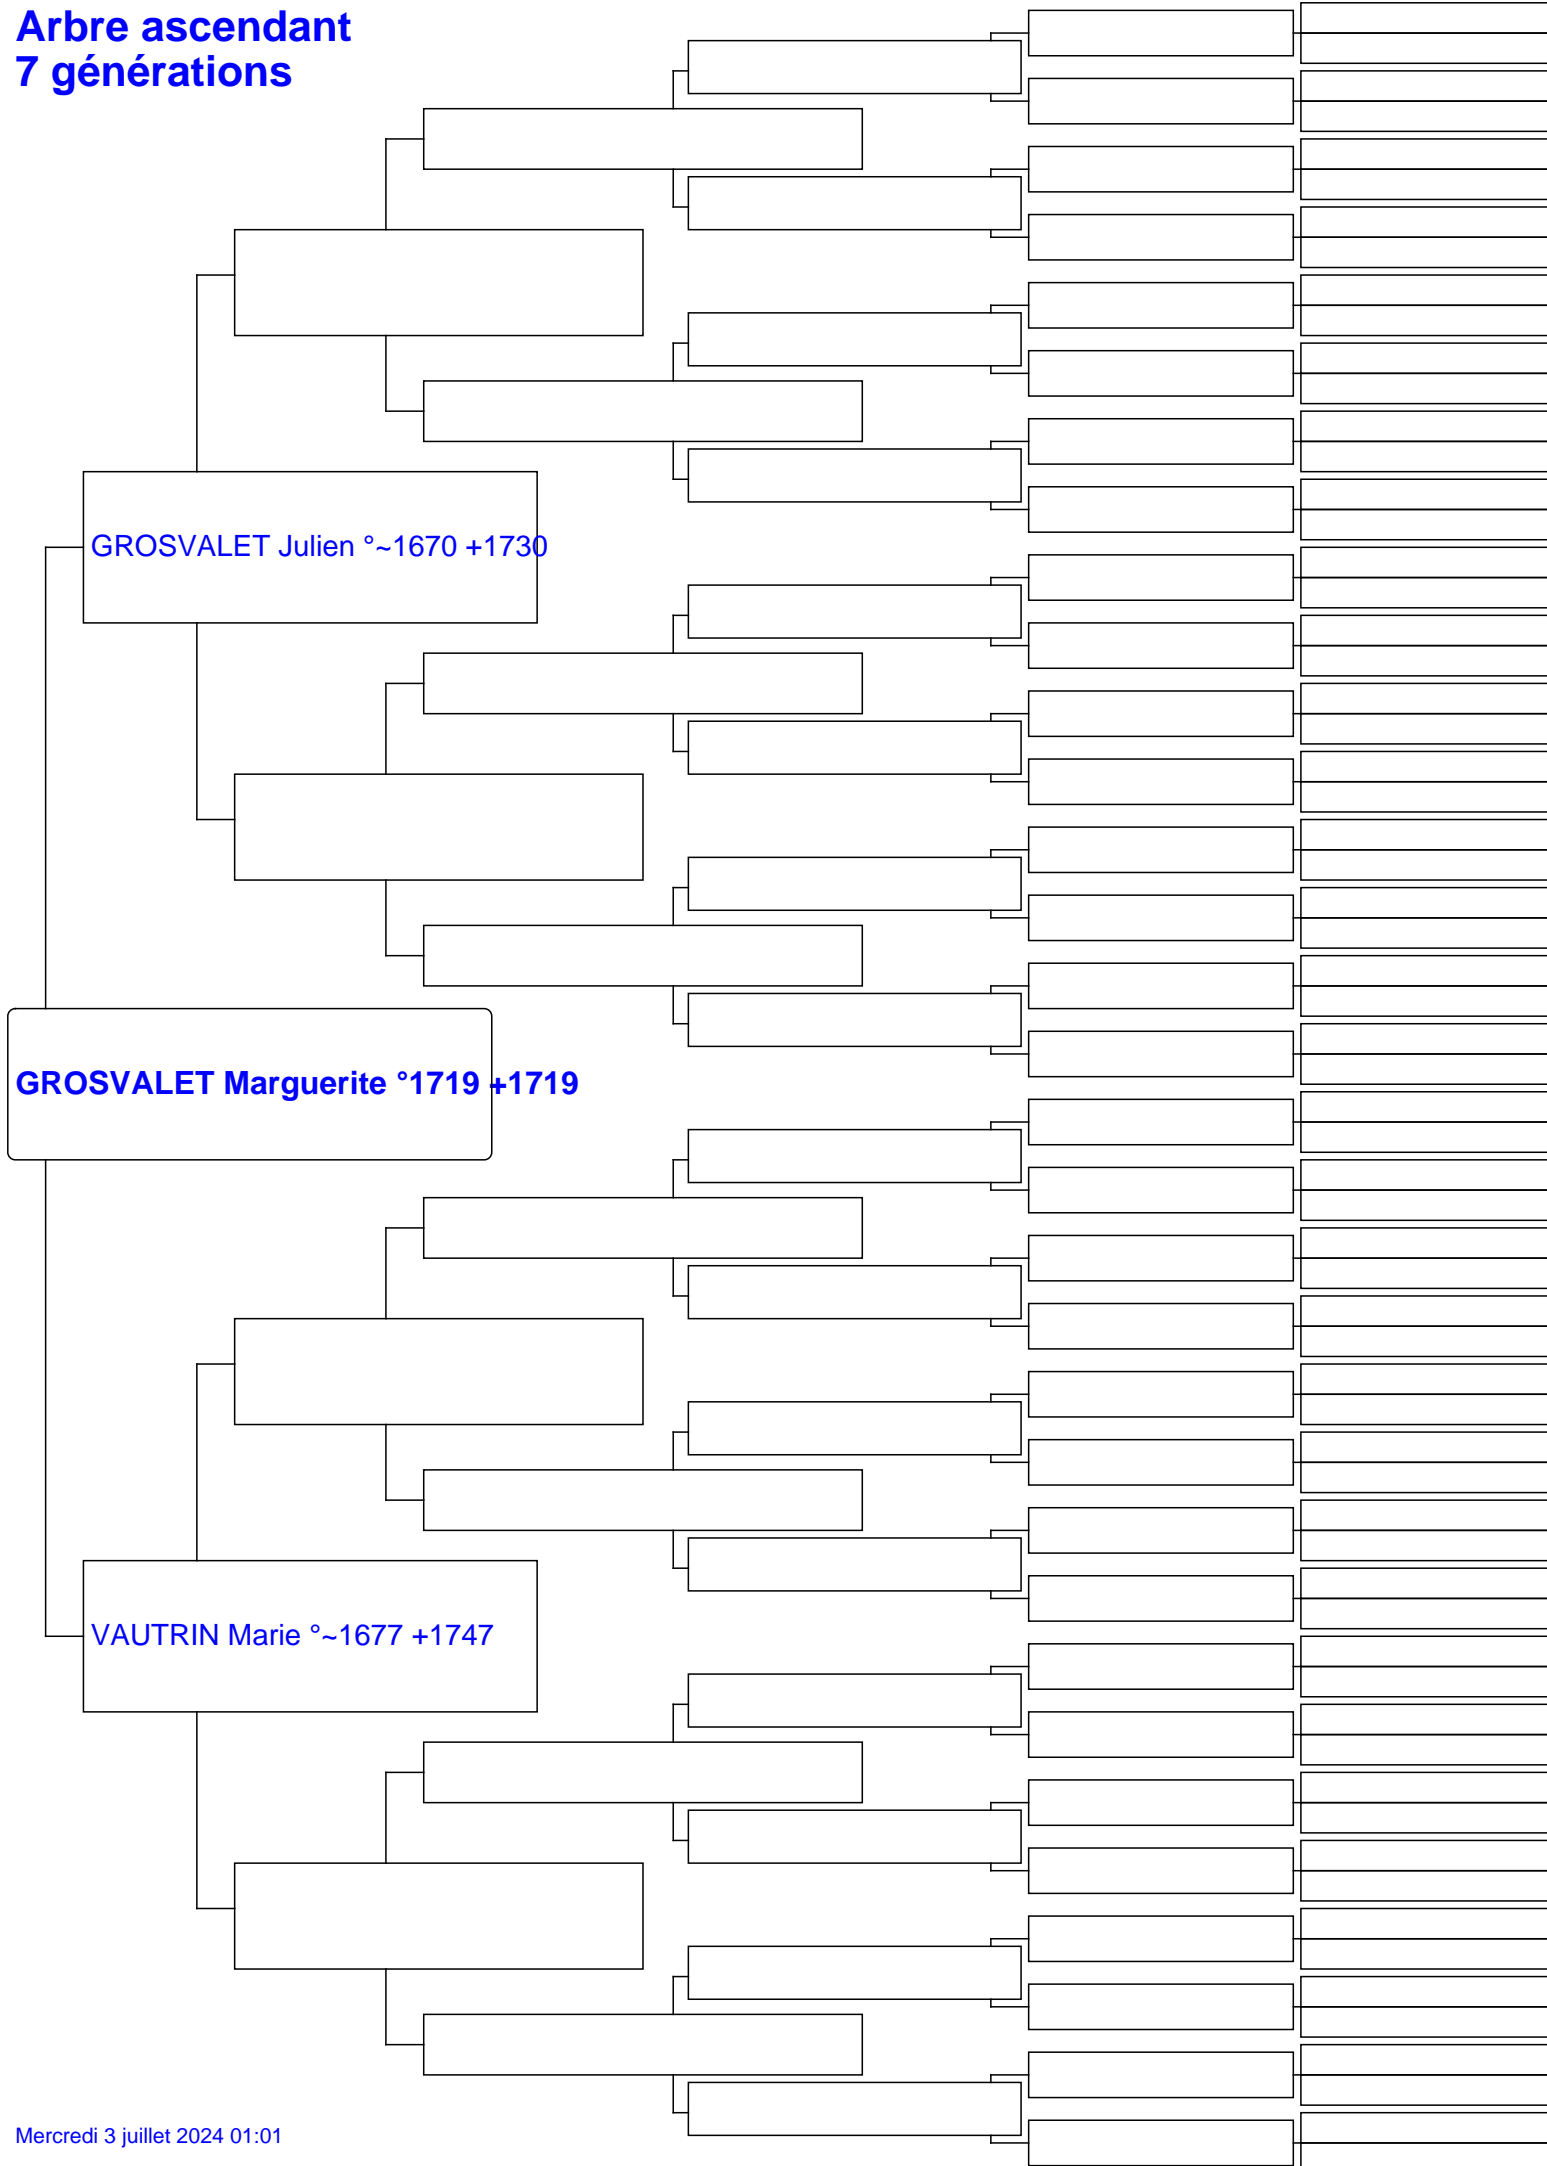 Arbre ascendant
7 générations
GROSVALET Julien °~1670 +1730
GROSVALET Marguerite °1719 +1719
VAUTRIN Marie °~1677 +1747
Mercredi 3 juillet 2024 01:01